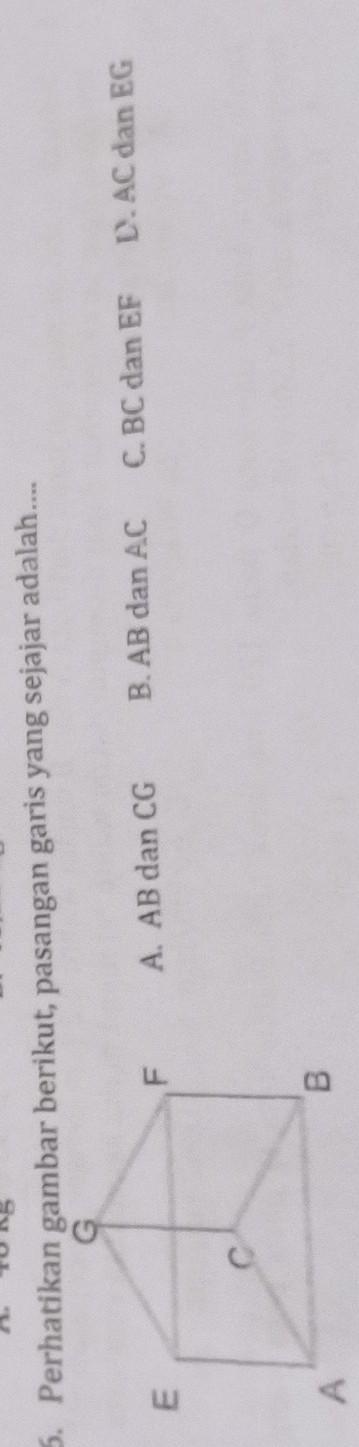 5. Perhatikan gambar berikut, pasangan garis yang sejajar adalah....
G
E
F
C
A
B
A. AB dan CG B. AB dan AC C. BC dan EF D. AC dan EG